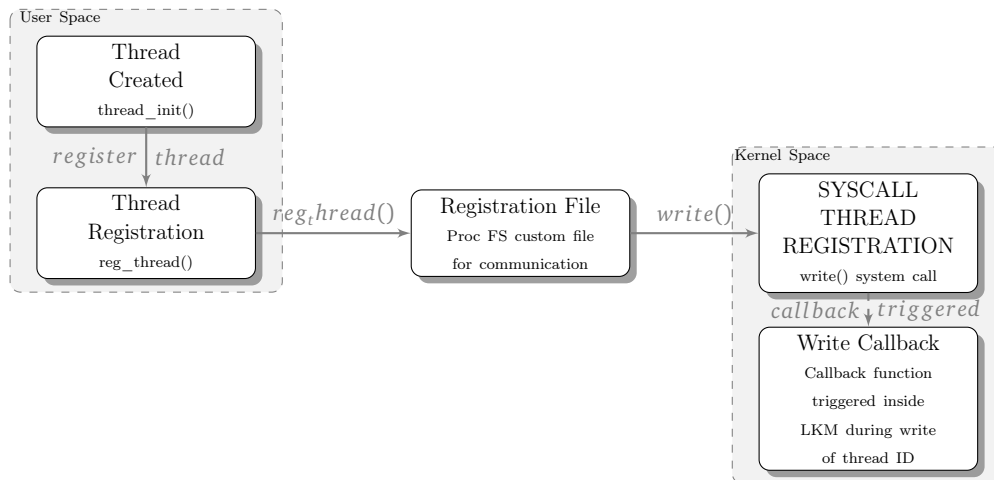 User Space
Thread
Created
thread_init()
register thread
Thread
Registration
reg_thread()
reg_thread()
Registration File
Proc FS custom file
for communication
write()
Kernel Space
SYSCALL
THREAD
REGISTRATION
write() system call
callback triggered
Write Callback
Callback function
triggered inside
LKM during write
of thread ID